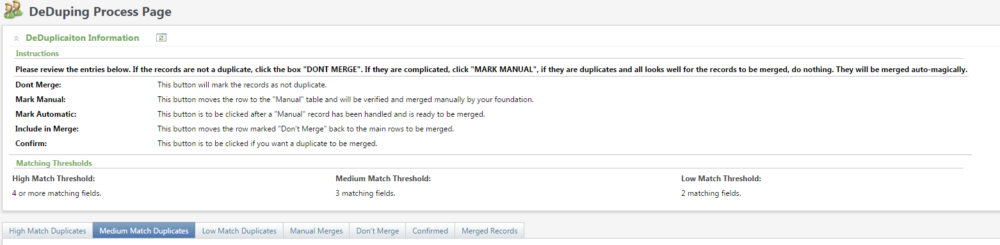 DeDuping Process Page
DeDuplicaiton Information
Instructions
Please review the entries below. If the records are not a duplicate, click the box "DONT MERGE". If they are complicated, click "MARK MANUAL", if they are duplicates and all looks well for the records to be merged, do nothing. They will be merged auto-magically.
Dont Merge: This button will mark the records as not duplicate.
Mark Manual: This button moves the row to the "Manual" table and will be verified and merged manually by your foundation.
Mark Automatic: This button is to be clicked after a "Manual" record has been handled and is ready to be merged.
Include in Merge: This button moves the row marked "Don't Merge" back to the main rows to be merged.
Confirm: This button is to be clicked if you want a duplicate to be merged.
Matching Thresholds
High Match Threshold: Medium Match Threshold: Low Match Threshold:
4 or more matching fields. 3 matching fields. 2 matching fields.
High Match Duplicates Medium Match Duplicates Low Match Duplicates Manual Merges Don't Merge Confirmed Merged Records